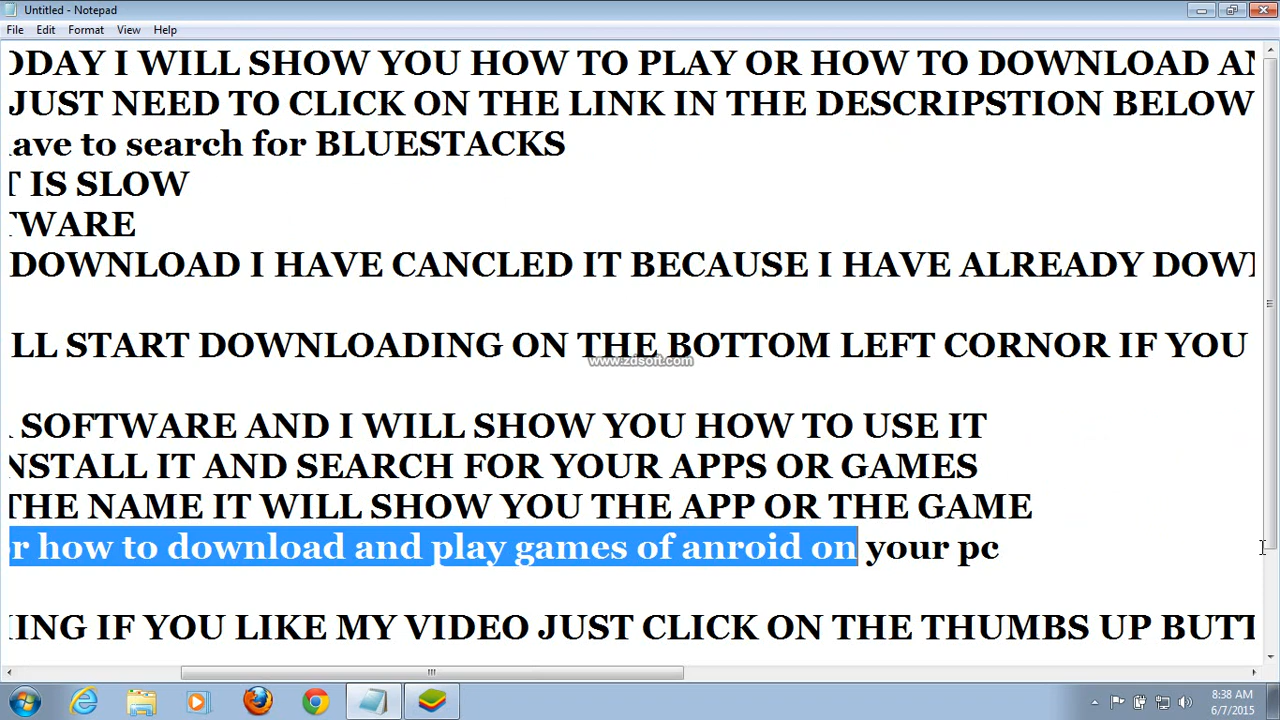 Untitled - Notepad
File Edit Format View Help
ODAY I WILL SHOW YOU HOW TO PLAY OR HOW TO DOWNLOAD AN
JUST NEED TO CLICK ON THE LINK IN THE DESCRIPSTION BELOW
ave to search for BLUESTACKS
T IS SLOW
TWARE
DOWNLOAD I HAVE CANCLED IT BECAUSE I HAVE ALREADY DOW
LL START DOWNLOADING ON THE BOTTOM LEFT CORNOR IF YOU
www.zdsoft.com
SOFTWARE AND I WILL SHOW YOU HOW TO USE IT
NSTALL IT AND SEARCH FOR YOUR APPS OR GAMES
THE NAME IT WILL SHOW YOU THE APP OR THE GAME
or how to download and play games of anroid on your pc
ING IF YOU LIKE MY VIDEO JUST CLICK ON THE THUMBS UP BUTT
8:38 AM
6/7/2015